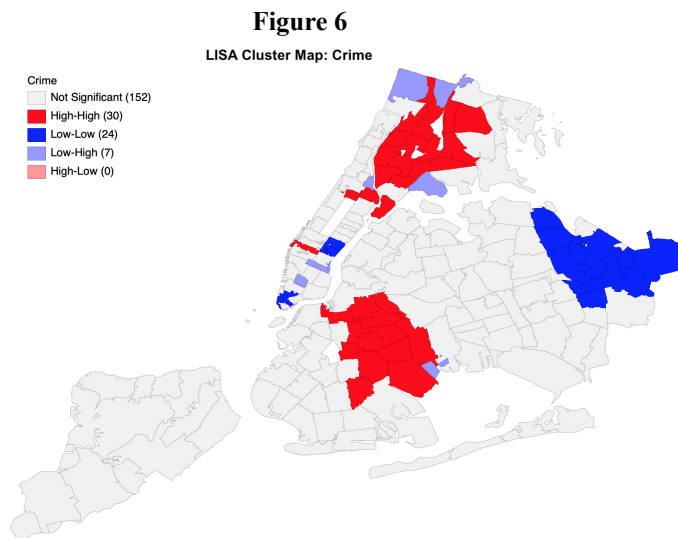 Figure 6
LISA Cluster Map: Crime
Crime
Not Significant (152)
High-High (30)
Low-Low (24)
Low-High (7)
High-Low (0)